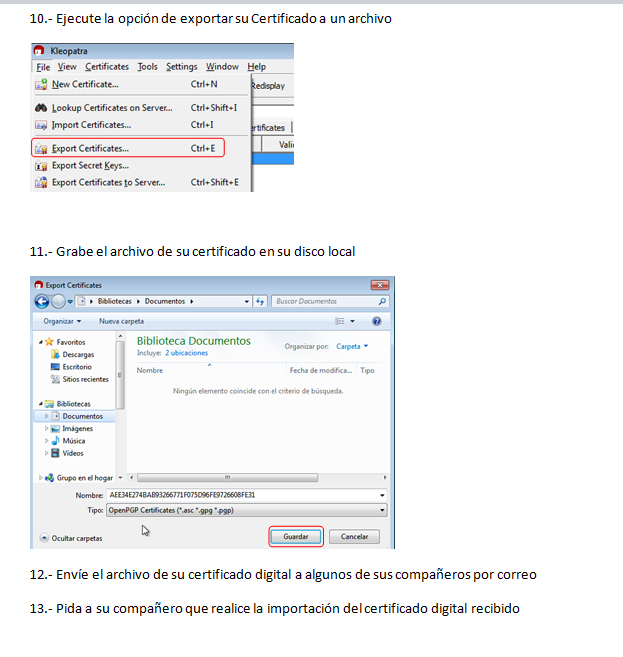 10.- Ejecute la opción de exportar su Certificado a un archivo
Kleopatra
File View Certificates Tools Settings Window Help
New Certificate... Ctrl+N
Redisplay
Lookup Certificates on Server... Ctrl+Shift+I
Import Certificates... Ctrl+I
rtificates
Export Certificates... Ctrl+E
Vali
Export Secret Keys...
Export Certificates to Server... Ctrl+Shift+E
11.- Grabe el archivo de su certificado en su disco local
Export Certificates
Bibliotecas Documentos
Buscar Documentos
Organizar Nueva carpeta
Favoritos
Descargas
Escritorio
Sitios recientes
Bibliotecas
Documentos
Imágenes
Música
Vídeos
Grupo en el hogar
Biblioteca Documentos
Incluye: 2 ubicaciones
Organizar por: Carpeta
Nombre Fecha de modifica... Tipo
Ningún elemento coincide con el criterio de búsqueda.
Nombre: AEE34E274BAB93266771F075D96FE9726608FE31
Tipo: OpenPGP Certificates (*.asc *.gpg *.pgp)
Ocultar carpetas
Guardar Cancelar
12.- Envíe el archivo de su certificado digital a algunos de sus compañeros por correo
13.- Pida a su compañero que realice la importación del certificado digital recibido